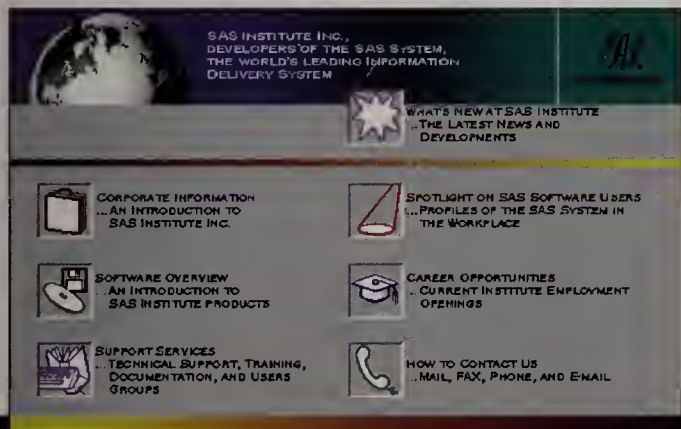 SAS INSTITUTE INC.,
DEVELOPERS OF THE SAS SYSTEM,
THE WORLD'S LEADING INFORMATION
DELIVERY SYSTEM
WHAT'S NEW AT SAS INSTITUTE
...THE LATEST NEWS AND
DEVELOPMENTS
CORPORATE INFORMATION
...AN INTRODUCTION TO
SAS INSTITUTE INC.
SPOTLIGHT ON SAS SOFTWARE USERS
...PROFILES OF THE SAS SYSTEM IN
THE WORKPLACE
SOFTWARE OVERVIEW
...AN INTRODUCTION TO
SAS INSTITUTE PRODUCTS
CAREER OPPORTUNITIES
...CURRENT INSTITUTE EMPLOYMENT
OPENINGS
SUPPORT SERVICES
...TECHNICAL SUPPORT, TRAINING,
DOCUMENTATION, AND USERS
GROUPS
HOW TO CONTACT US
...MAIL, FAX, PHONE, AND E-MAIL